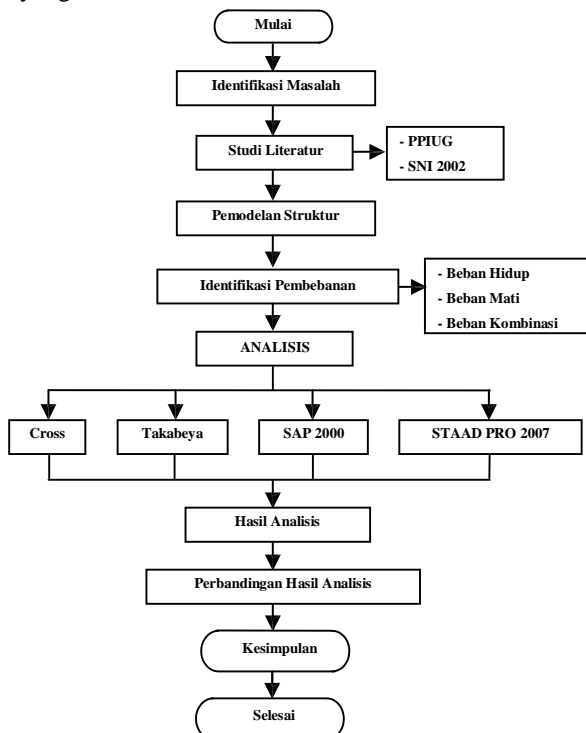 Mulai
Identifikasi Masalah
Studi Literatur
- PPIUG
- SNI 2002
Pemodelan Struktur
Identifikasi Pembebanan
- Beban Hidup
- Beban Mati
- Beban Kombinasi
ANALISIS
Cross
Takabeya
SAP 2000
STAAD PRO 2007
Hasil Analisis
Perbandingan Hasil Analisis
Kesimpulan
Selesai